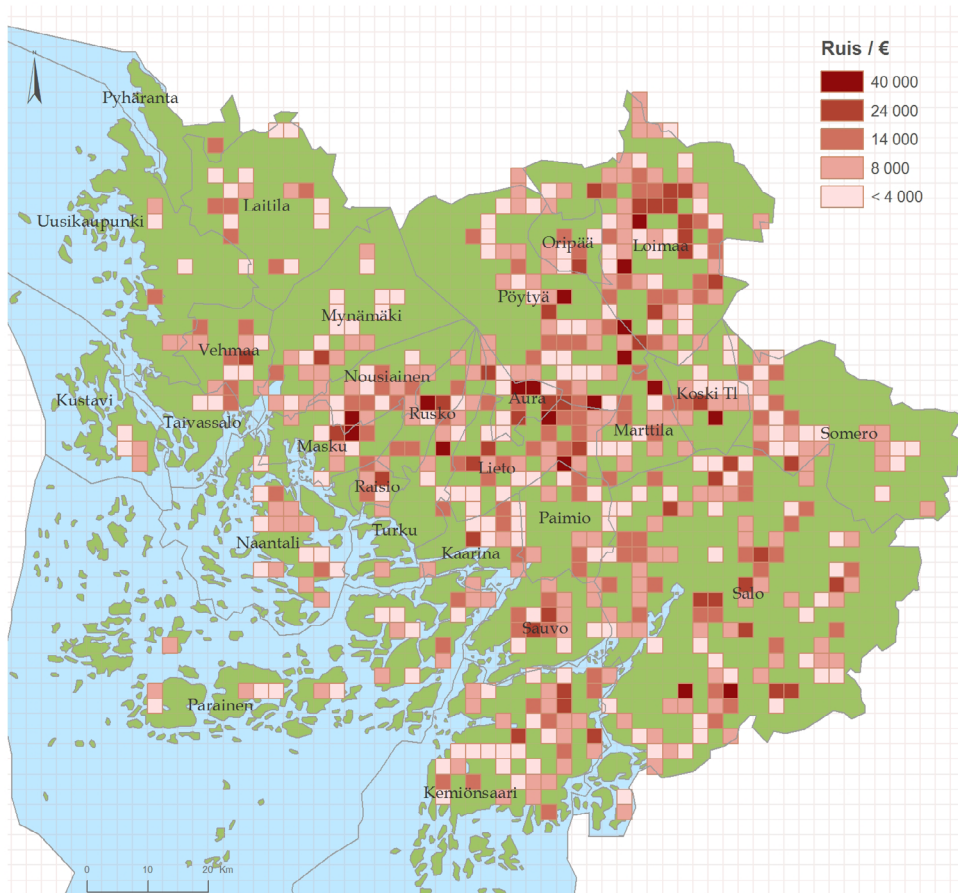 Ruis / €
40 000
24 000
14 000
8 000
< 4 000
N
Pyhäranta
Uusikaupunki
Laitila
Oripää
Loimaa
Pöytyä
Mynämäki
Vehmaa
Nousiainen
Kustavi
Taivassalo
Rusko
Aura
Koski Tl
Masku
Marttila
Somero
Lieto
Raisio
Paimio
Turku
Naantali
Kaarina
Salo
Sauvo
Parainen
Kemiönsaari
0 10 20 Km